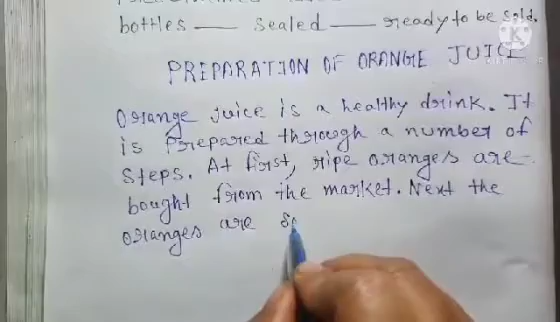 bottles — sealed — ready to be sold.
PREPARATION OF ORANGE JUICE
Orange juice is a healthy drink. It
is prepared through a number of
steps. At first, ripe oranges are
bought from the market. Next the
oranges are